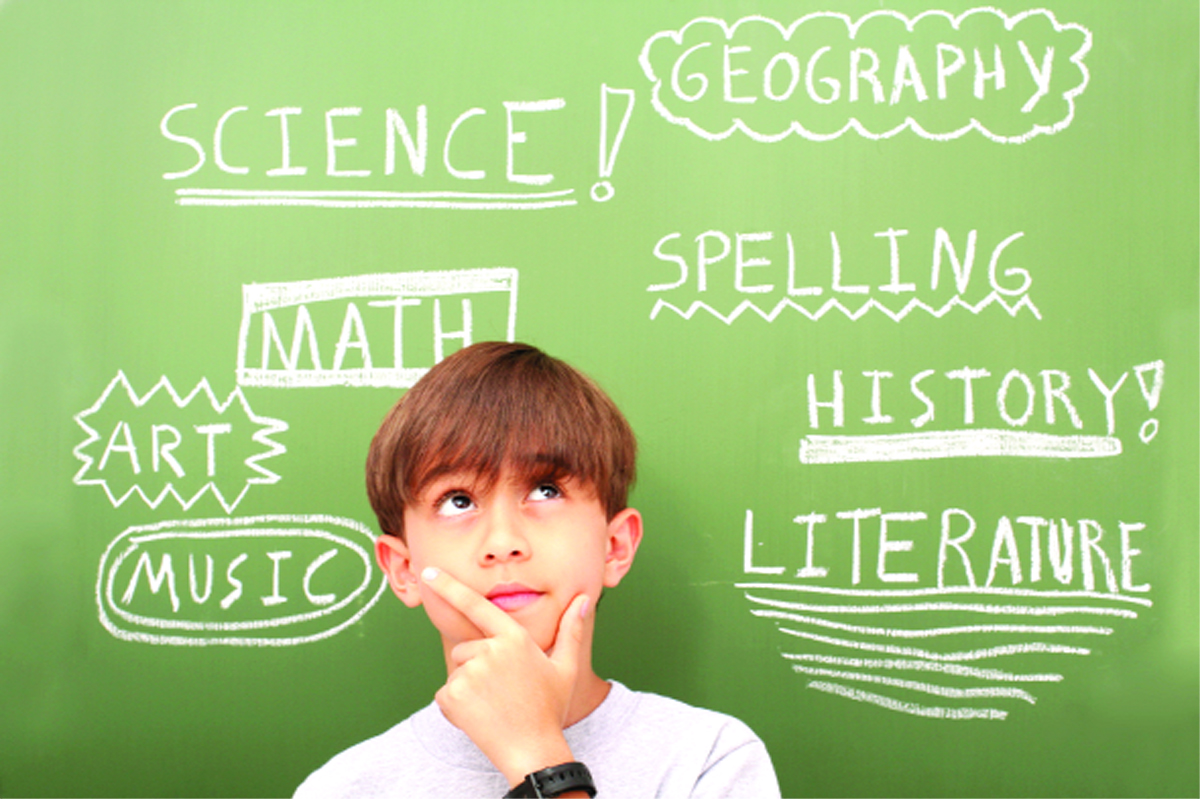 GEOGRAPHY
SCIENCE!
SPELLING
MATH
HISTORY!
ART
LITERATURE
MUSIC